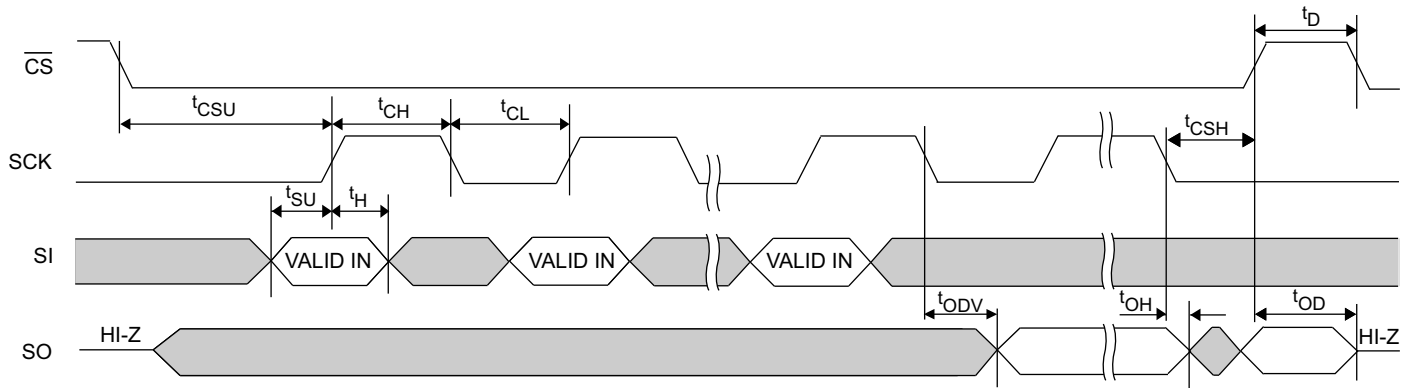 tD
CS
tCSU
tCH
tCL
tCSH
SCK
tSU
tH
SI
VALID IN
VALID IN
VALID IN
tODV
tOH
tOD
HI-Z
HI-Z
SO